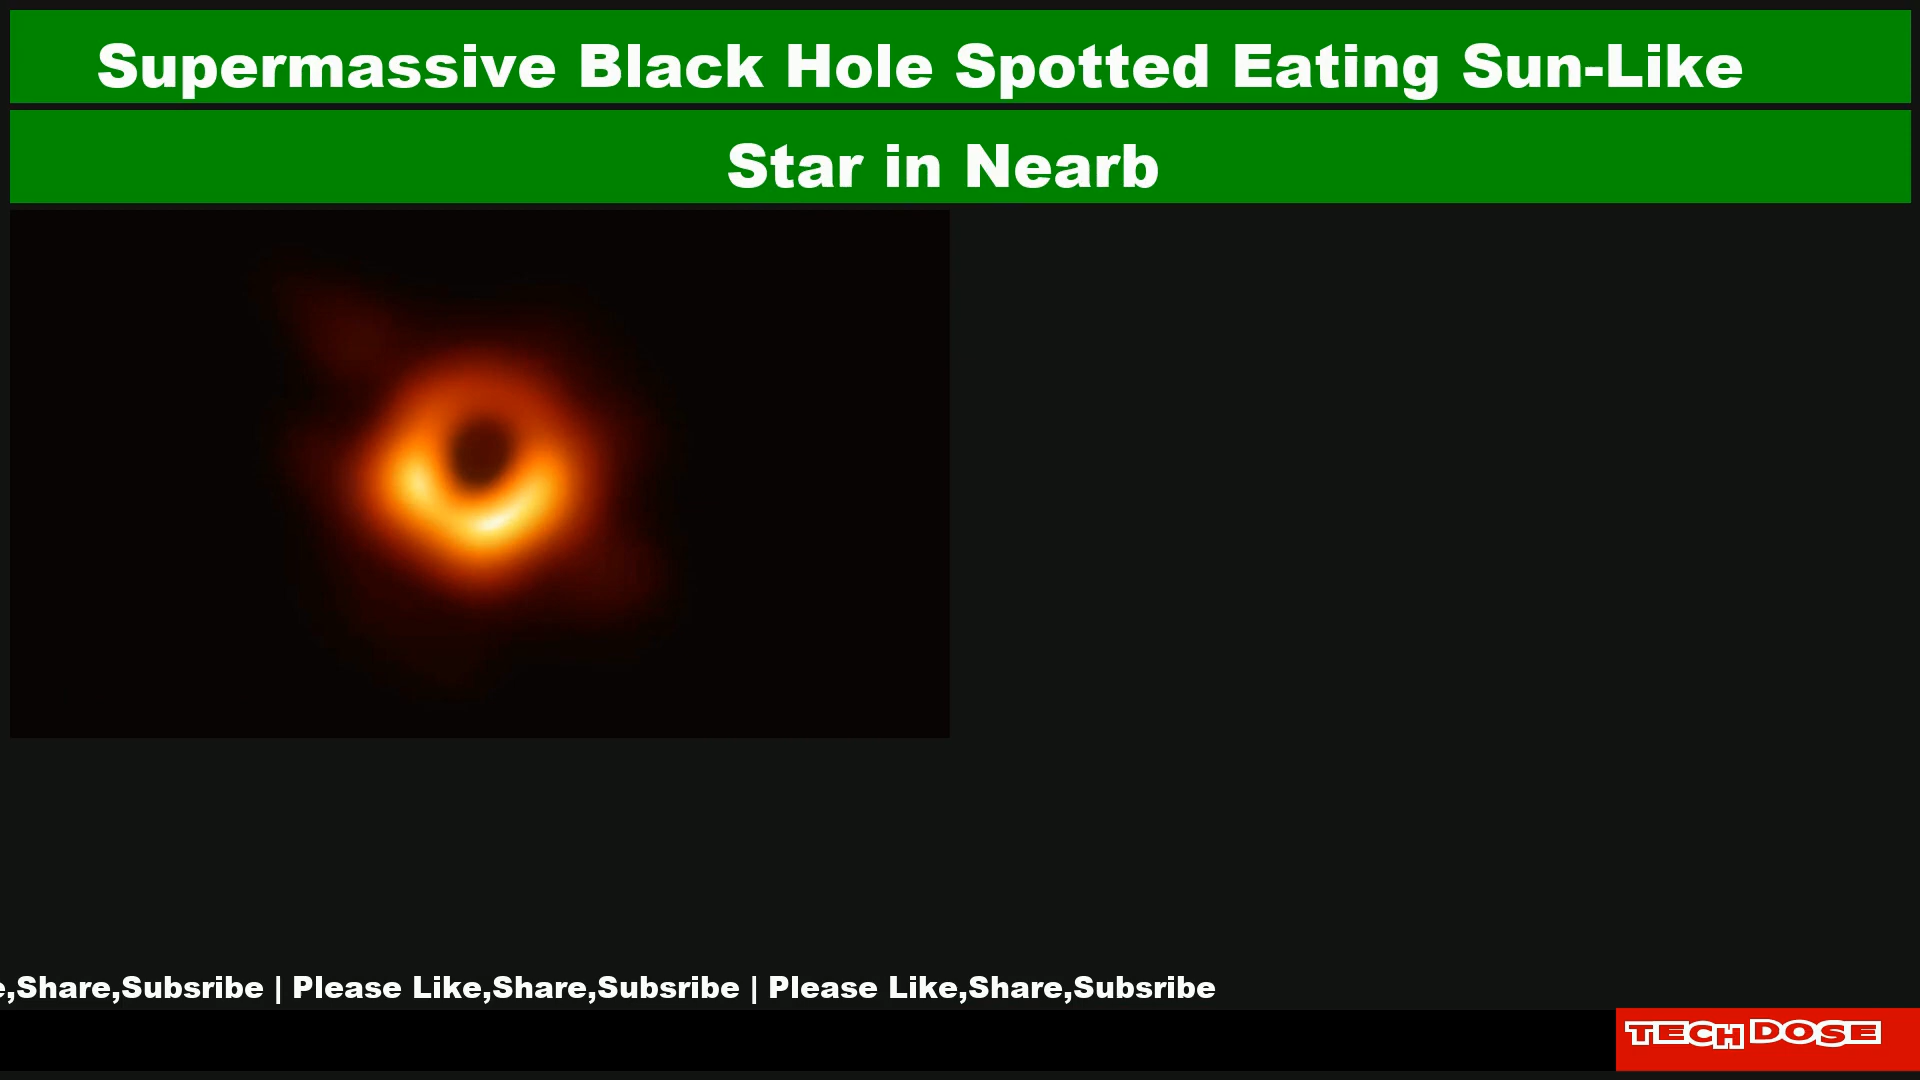 Supermassive Black Hole Spotted Eating Sun-Like
Star in Nearb
e,Share,Subsribe | Please Like,Share,Subsribe | Please Like,Share,Subsribe
TECH DOSE